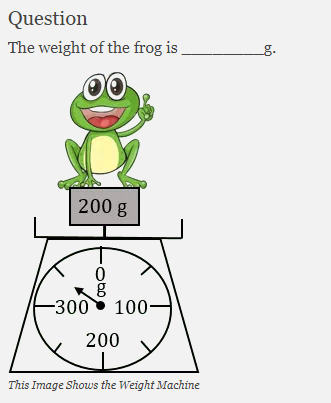 Question
The weight of the frog is __________g.
200 g
0
g
300 100
200
This Image Shows the Weight Machine